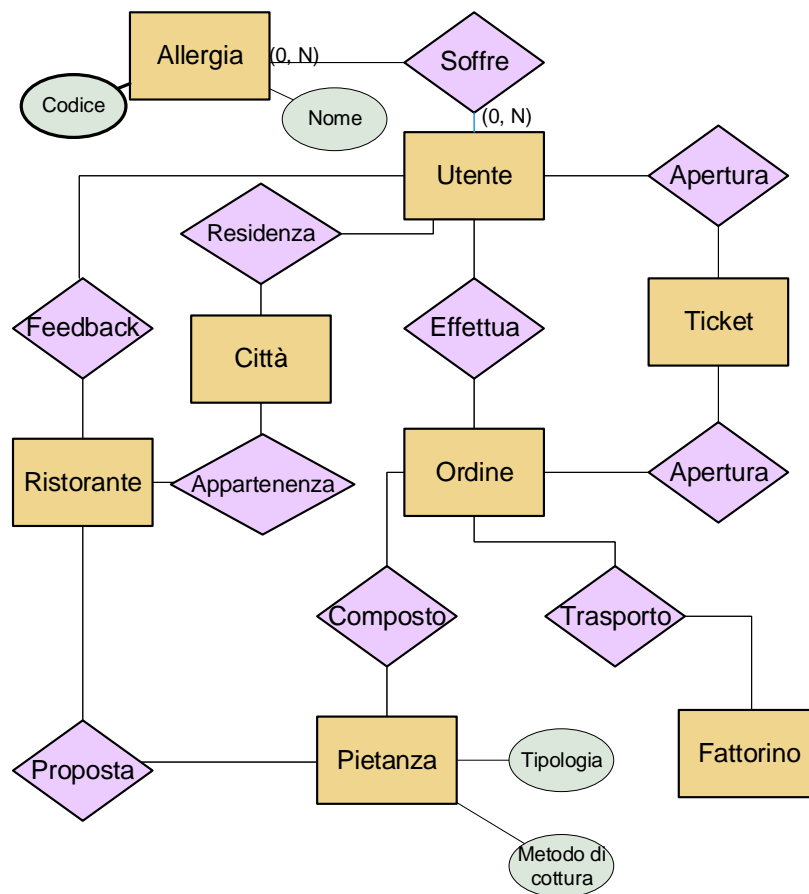 Allergia
(0, N)
Soffre
Codice
Nome
(0, N)
Utente
Apertura
Residenza
Feedback
Città
Effettua
Ticket
Ristorante
Appartenenza
Ordine
Apertura
Composto
Trasporto
Proposta
Pietanza
Tipologia
Fattorino
Metodo di
cottura